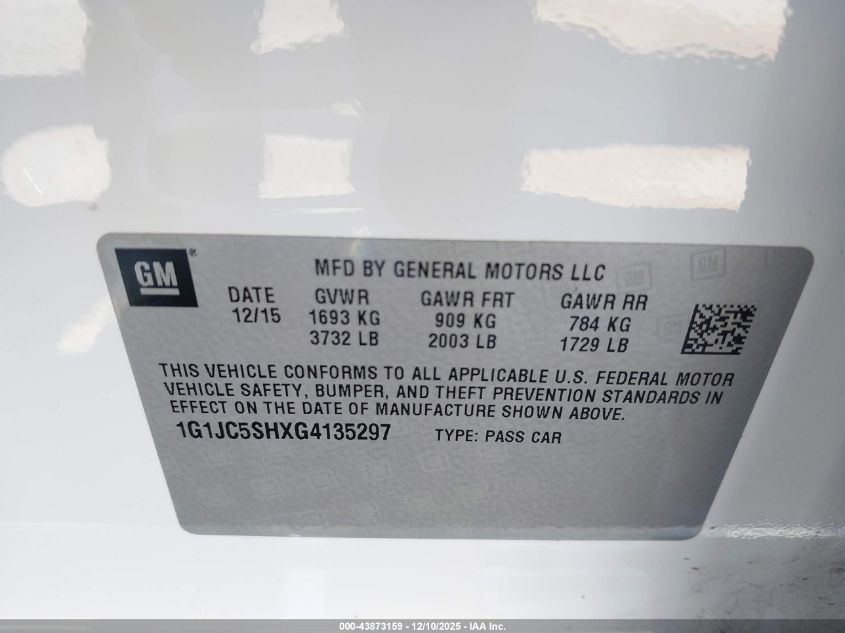 GM®
MFD BY GENERAL MOTORS LLC
DATE GVWR GAWR FRT GAWR RR
12/15 1693 KG 909 KG 784 KG
3732 LB 2003 LB 1729 LB
THIS VEHICLE CONFORMS TO ALL APPLICABLE U.S. FEDERAL MOTOR
VEHICLE SAFETY, BUMPER, AND THEFT PREVENTION STANDARDS IN
EFFECT ON THE DATE OF MANUFACTURE SHOWN ABOVE.
1G1JC5SHXG4135297 TYPE: PASS CAR
000-43873159 - 12/10/2025 - IAA Inc.